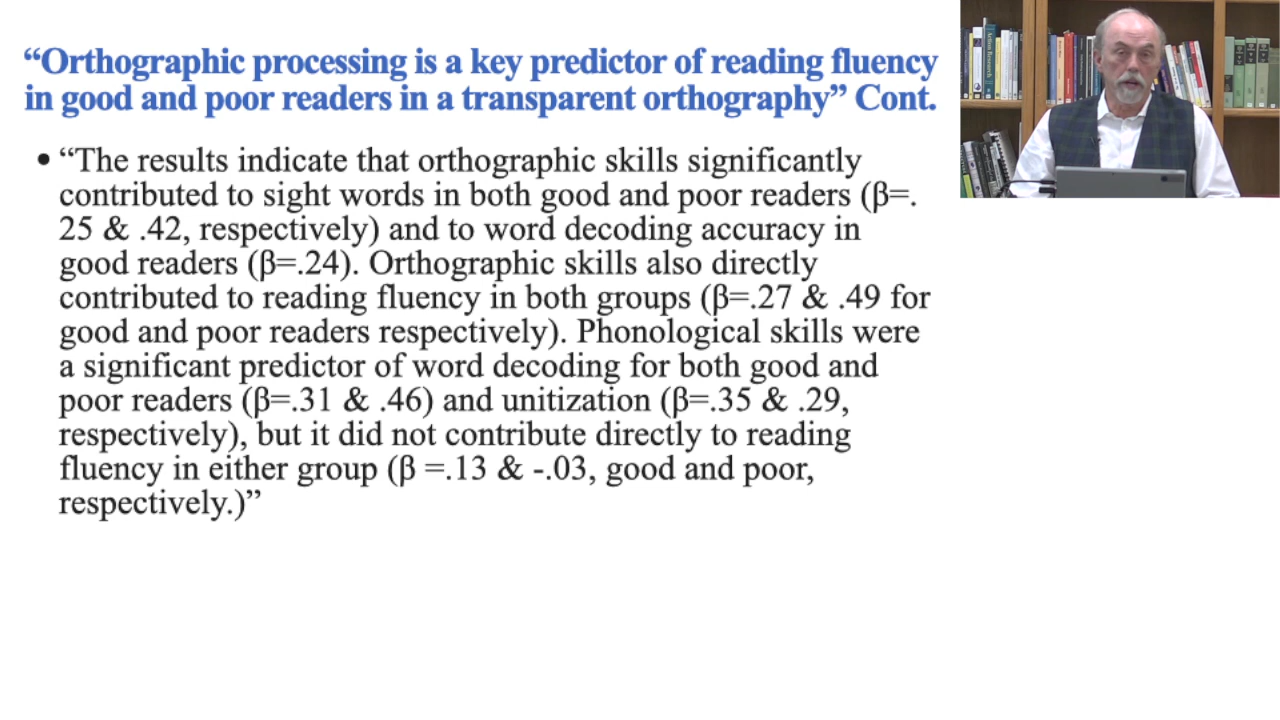 “Orthographic processing is a key predictor of reading fluency
in good and poor readers in a transparent orthography” Cont.
• “The results indicate that orthographic skills significantly
contributed to sight words in both good and poor readers (β=.
25 & .42, respectively) and to word decoding accuracy in
good readers (β=.24). Orthographic skills also directly
contributed to reading fluency in both groups (β=.27 & .49 for
good and poor readers respectively). Phonological skills were
a significant predictor of word decoding for both good and
poor readers (β=.31 & .46) and unitization (β=.35 & .29,
respectively), but it did not contribute directly to reading
fluency in either group (β =.13 & -.03, good and poor,
respectively.)”